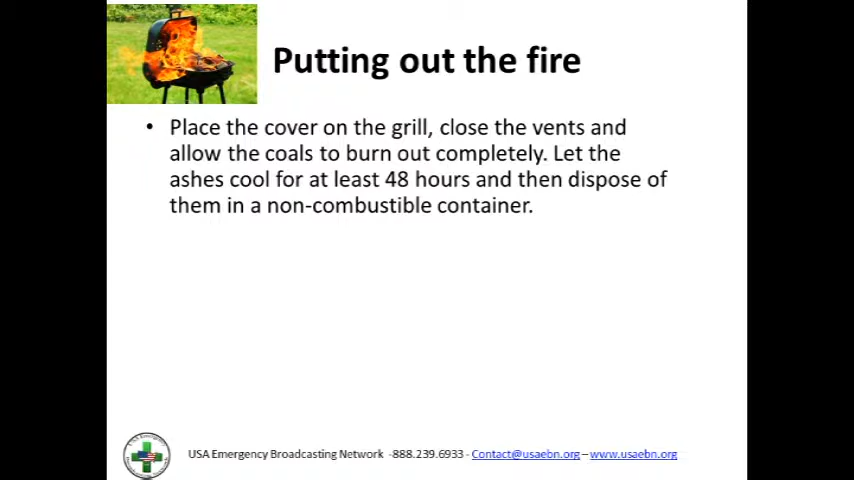 Putting out the fire
• Place the cover on the grill, close the vents and
allow the coals to burn out completely. Let the
ashes cool for at least 48 hours and then dispose of
them in a non-combustible container.
USA Emergency Broadcasting Network -888.239.6933 - Contact@usaebn.org – www.usaebn.org
USA Emergency